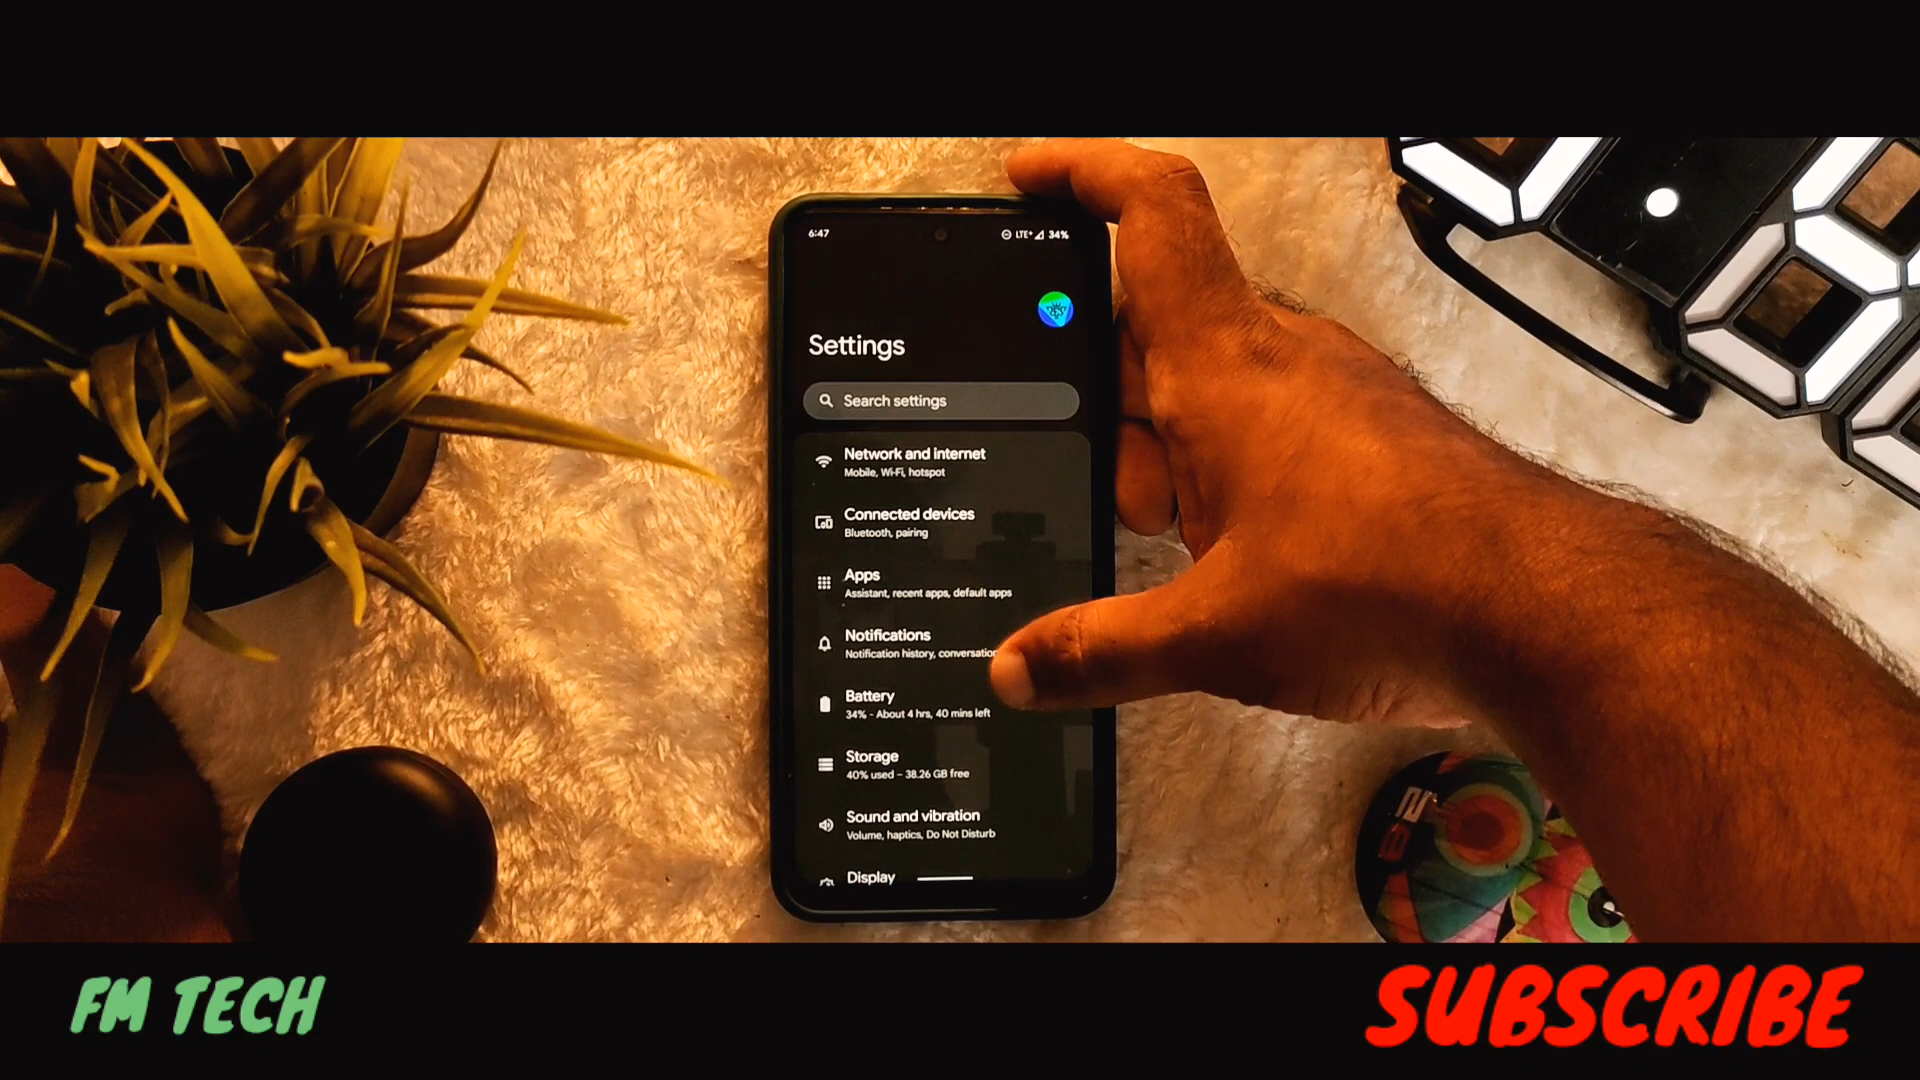 6:47
LTE+ 34%
Settings
Search settings
Network and internet
Mobile, Wi-Fi, hotspot
Connected devices
Bluetooth, pairing
Apps
Assistant, recent apps, default apps
Notifications
Notification history, conversation
Battery
34% - About 4 hrs, 40 mins left
Storage
40% used – 38.26 GB free
Sound and vibration
Volume, haptics, Do Not Disturb
Display
FM TECH
SUBSCRIBE